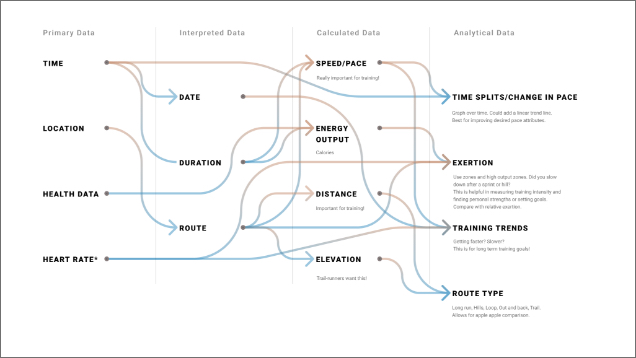 Primary Data
Interpreted Data
Calculated Data
Analytical Data
TIME
LOCATION
HEALTH DATA
HEART RATE*
DATE
DURATION
ROUTE
SPEED/PACE
Really important for training!
ENERGY
OUTPUT
Calories
DISTANCE
Important for training!
ELEVATION
Trail-runners want this!
TIME SPLITS/CHANGE IN PACE
Graph over time. Could add a linear trend line.
Best for improving desired pace attributes.
EXERTION
Use zones and high output zones. Did you slow
down after a sprint or hill?
This is helpful in measuring training intensity and
finding personal strengths or setting goals.
Compare with relative exertion.
TRAINING TRENDS
Getting faster? Slower?
This is for long term training goals!
ROUTE TYPE
Long run, Hills, Loop, Out and back, Trail.
Allows for apple apple comparison.